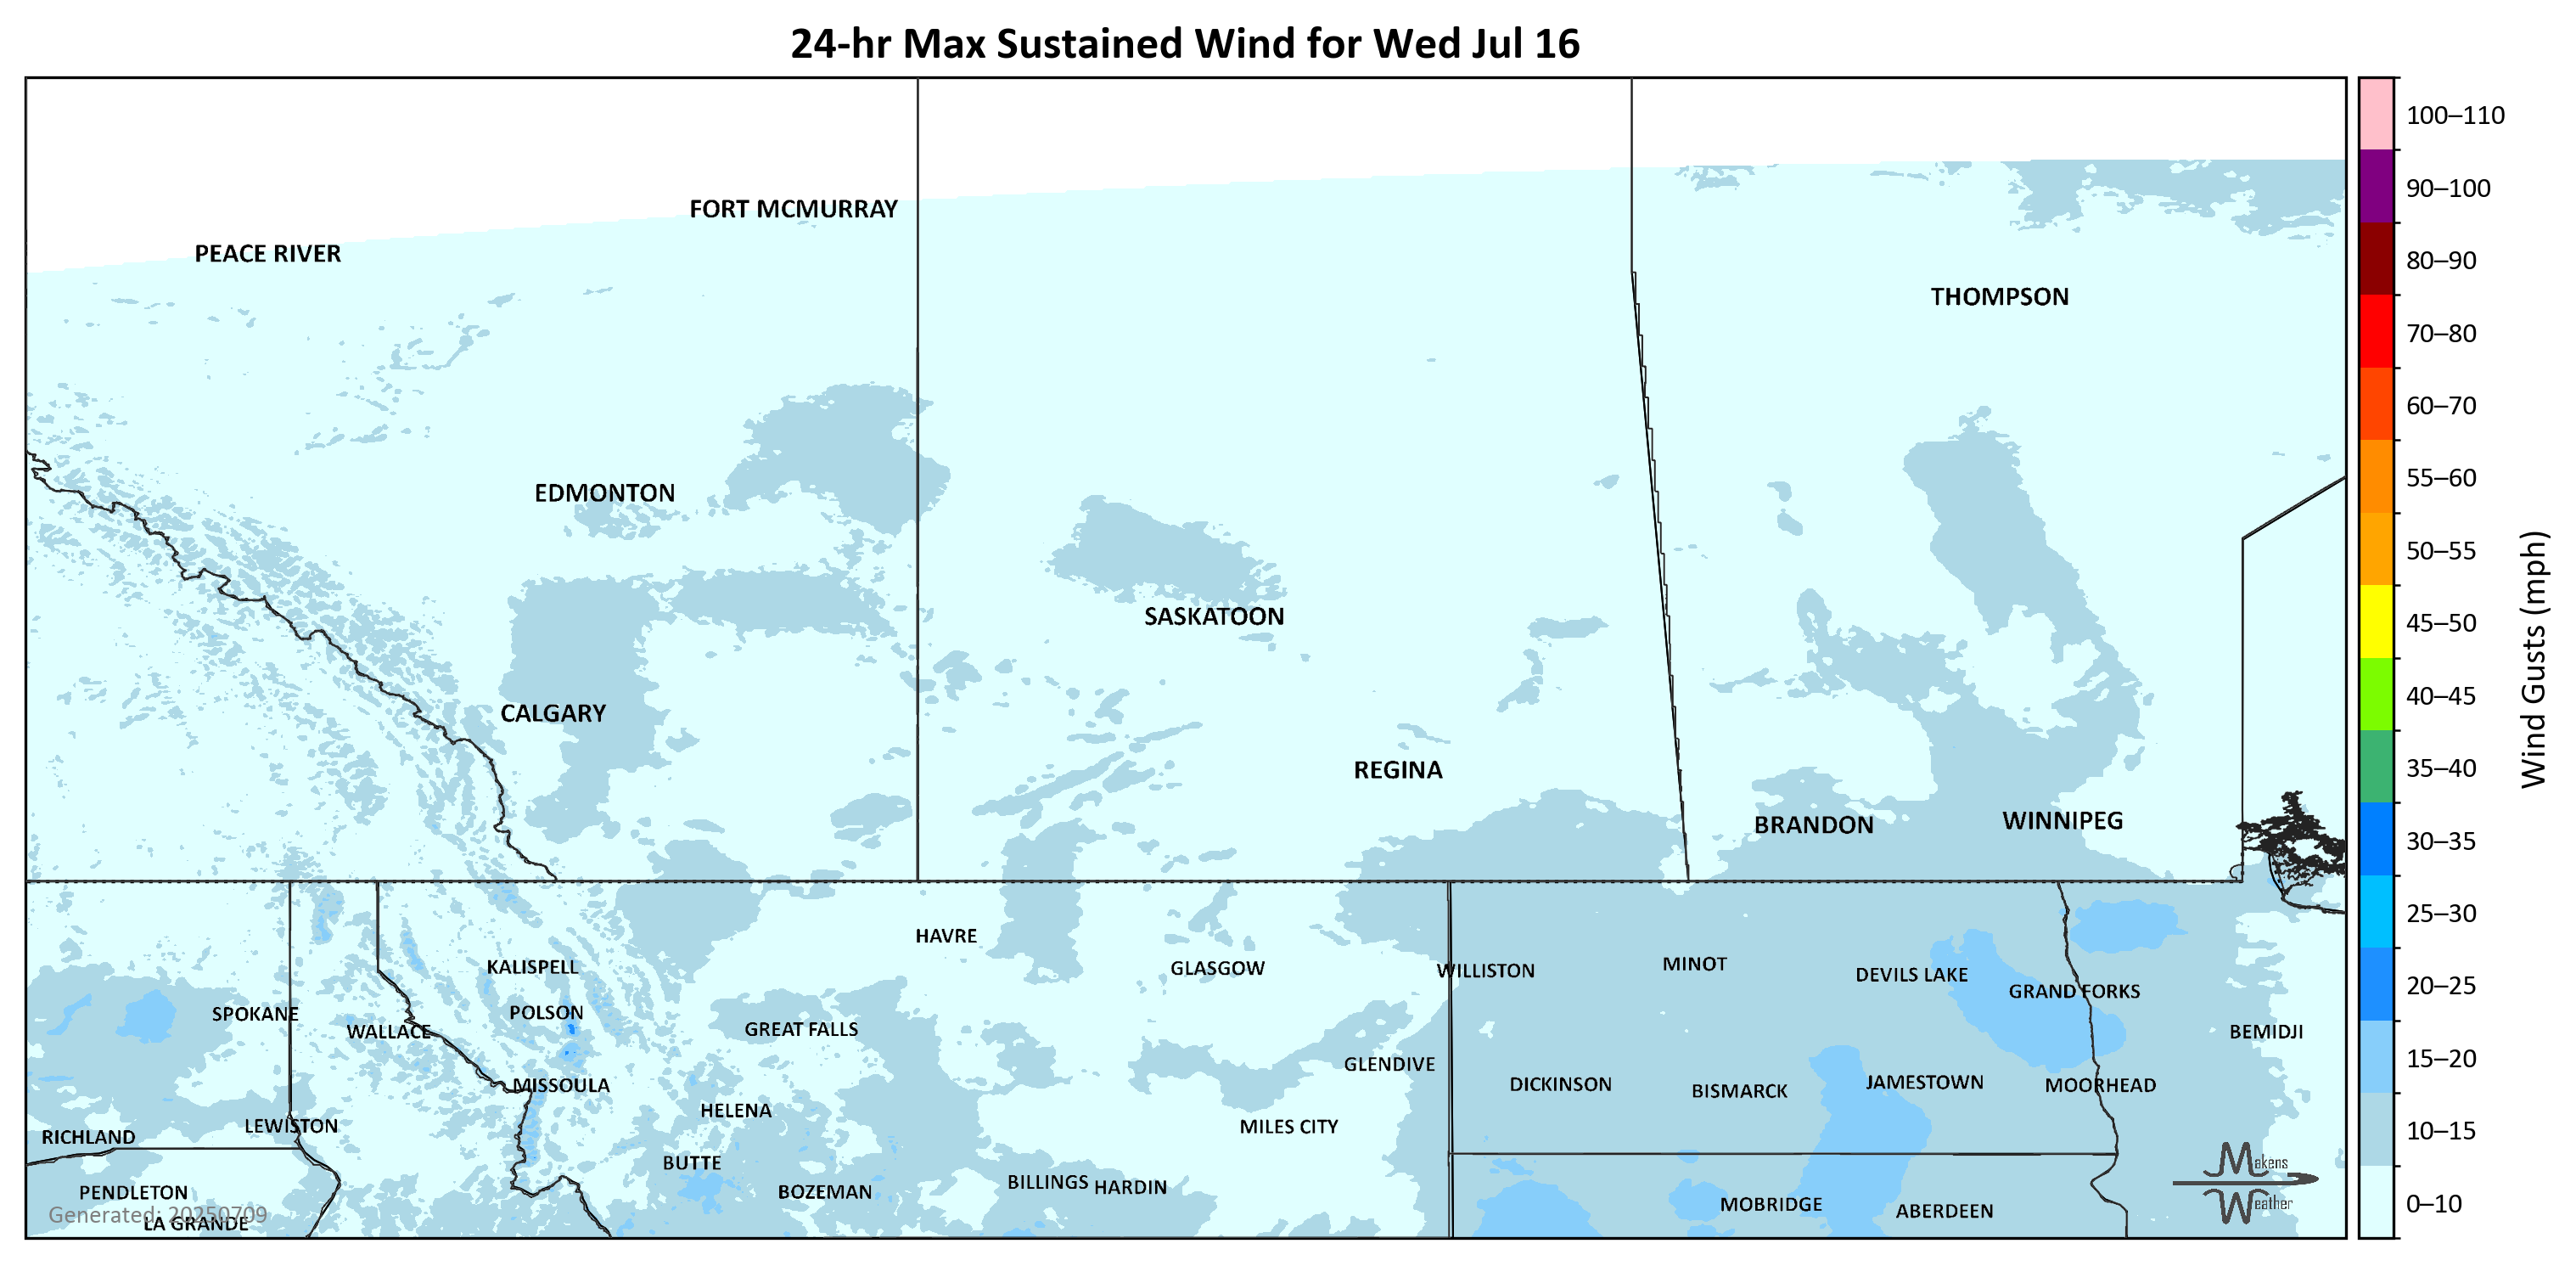 24-hr Max Sustained Wind for Wed Jul 16
100–110
90–100
80–90
70–80
60–70
55–60
50–55
45–50
40–45
35–40
30–35
25–30
20–25
15–20
10–15
0–10
Wind Gusts (mph)
FORT MCMURRAY
PEACE RIVER
THOMPSON
EDMONTON
SASKATOON
CALGARY
REGINA
BRANDON
WINNIPEG
HAVRE
KALISPELL
GLASGOW
WILLISTON
MINOT
DEVILS LAKE
GRAND FORKS
SPOKANE
POLSON
WALLACE
GREAT FALLS
BEMIDJI
GLENDIVE
MISSOULA
DICKINSON
BISMARCK
JAMESTOWN
MOORHEAD
HELENA
LEWISTON
MILES CITY
RICHLAND
BUTTE
PENDLETON
BOZEMAN
BILLINGS
HARDIN
MOBRIDGE
ABERDEEN
LA GRANDE
Generated: 20250709
Makens
Weather